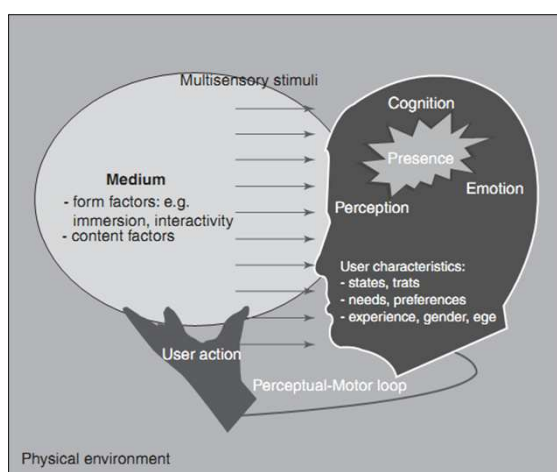 Multisensory stimuli
Cognition
Presence
Emotion
Perception
Medium
- form factors: e.g.
immersion, interactivity
- content factors
User characteristics:
- states, trats
- needs, preferences
- experience, gender, ege
User action
Perceptual-Motor loop
Physical environment